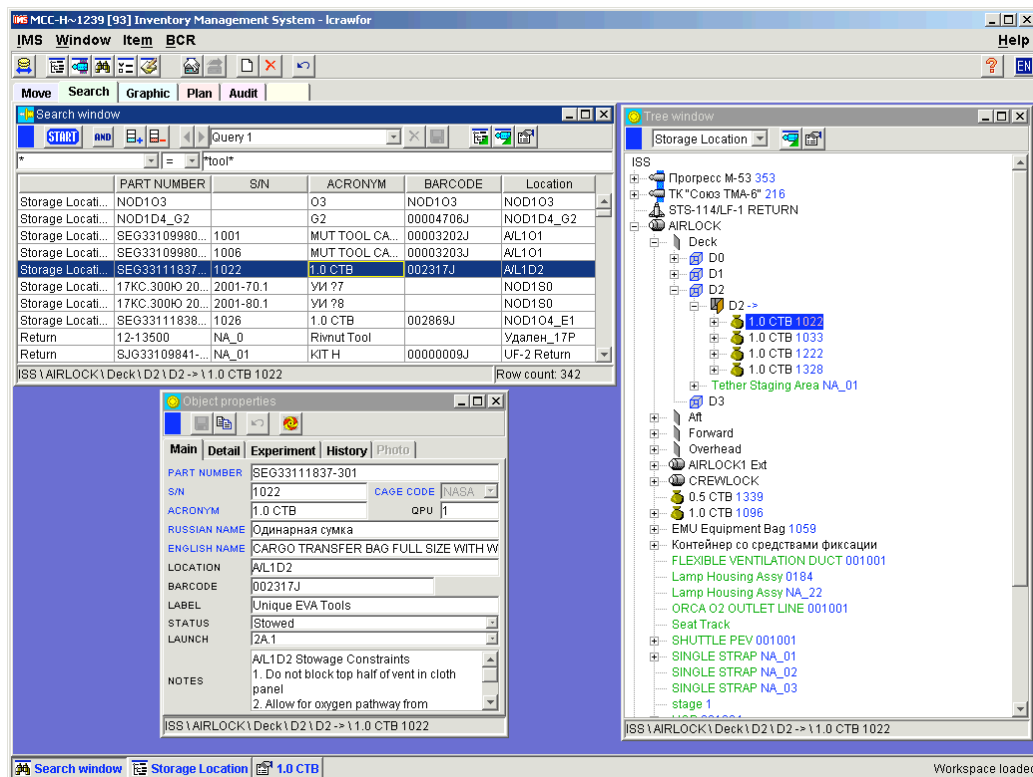 MCC-H~1239 [93] Inventory Management System - lcrawfor
IMS Window Item BCR Help
EN
Move Search Graphic Plan Audit
Search window
START AND Query 1
* = *tool*
PART NUMBER S/N ACRONYM BARCODE Location
Storage Locati... NOD1O3 O3 NOD1O3 NOD1O3
Storage Locati... NOD1D4_G2 G2 00004706J NOD1D4_G2
Storage Locati... SEG33109980... 1001 MUT TOOL CA... 00003202J A/L1O1
Storage Locati... SEG33109980... 1006 MUT TOOL CA... 00003203J A/L1O1
Storage Locati... SEG33111837... 1022 1.0 CTB 002317J A/L1D2
Storage Locati... 17КС.300Ю 20... 2001-70.1 УИ ?7 NOD1S0
Storage Locati... 17КС.300Ю 20... 2001-80.1 УИ ?8 NOD1S0
Storage Locati... SEG33111838... 1026 1.0 CTB 002869J NOD1O4_E1
Return 12-13500 NA_0 Rivnut Tool Удален_17P
Return SJG33109841-... NA_01 KIT H 00000009J UF-2 Return
ISS \ AIRLOCK \ Deck \ D2 \ D2 -> \ 1.0 CTB 1022 Row count: 342
Object properties
Main Detail Experiment History Photo
PART NUMBER SEG33111837-301
S/N 1022 CAGE CODE NASA
ACRONYM 1.0 CTB QPU 1
RUSSIAN NAME Одинарная сумка
ENGLISH NAME CARGO TRANSFER BAG FULL SIZE WITH W
LOCATION A/L1D2
BARCODE 002317J
LABEL Unique EVA Tools
STATUS Stowed
LAUNCH 2A.1
NOTES A/L1D2 Stowage Constraints
1. Do not block top half of vent in cloth
panel
2. Allow for oxygen pathway from
ISS \ AIRLOCK \ Deck \ D2 \ D2 -> \ 1.0 CTB 1022
Tree window
Storage Location
ISS
Прогресс М-53 353
ТК "Союз ТМА-6" 216
STS-114/LF-1 RETURN
AIRLOCK
Deck
D0
D1
D2
D2 ->
1.0 CTB 1022
1.0 CTB 1033
1.0 CTB 1222
1.0 CTB 1328
Tether Staging Area NA_01
D3
Aft
Forward
Overhead
AIRLOCK1 Ext
CREWLOCK
0.5 CTB 1339
1.0 CTB 1096
EMU Equipment Bag 1059
Контейнер со средствами фиксации
FLEXIBLE VENTILATION DUCT 001001
Lamp Housing Assy 0184
Lamp Housing Assy NA_22
ORCA O2 OUTLET LINE 001001
Seat Track
SHUTTLE PEV 001001
SINGLE STRAP NA_01
SINGLE STRAP NA_02
SINGLE STRAP NA_03
stage 1
ISS \ AIRLOCK \ Deck \ D2 \ D2 -> \ 1.0 CTB 1022
Search window Storage Location 1.0 CTB Workspace loaded